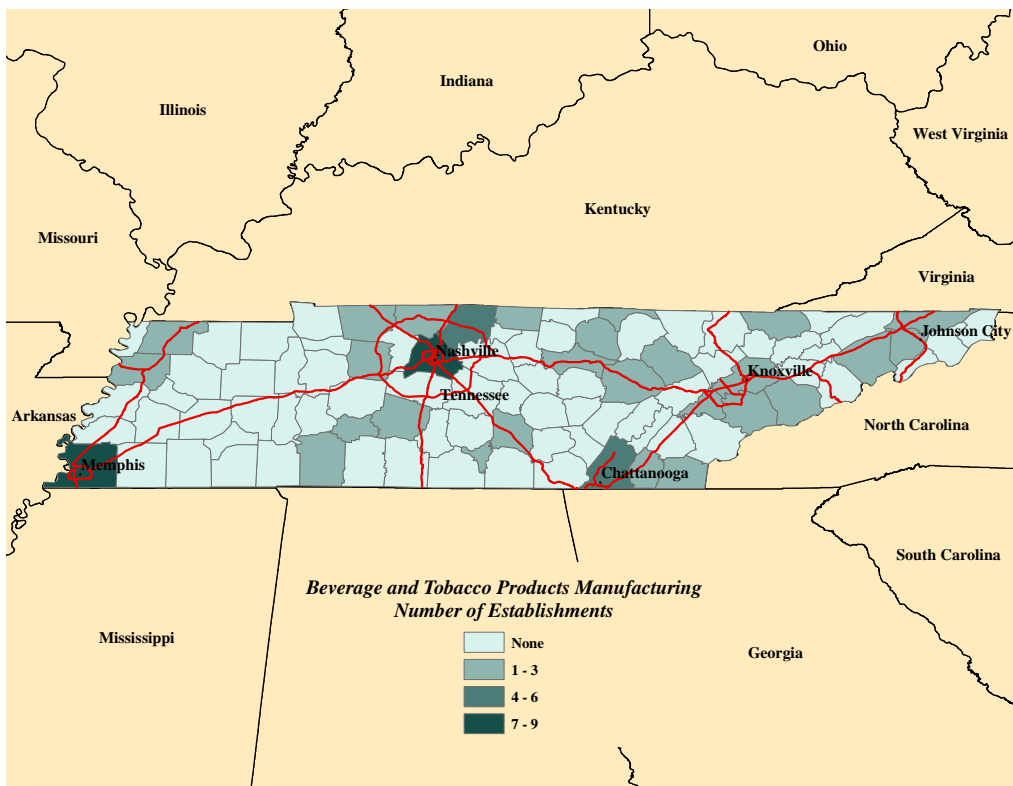 Ohio
Indiana
Illinois
West Virginia
Kentucky
Missouri
Virginia
Johnson City
Nashville
Knoxville
Tennessee
Arkansas
North Carolina
Memphis
Chattanooga
South Carolina
Beverage and Tobacco Products Manufacturing
Number of Establishments
Mississippi
None
Georgia
1 - 3
4 - 6
7 - 9